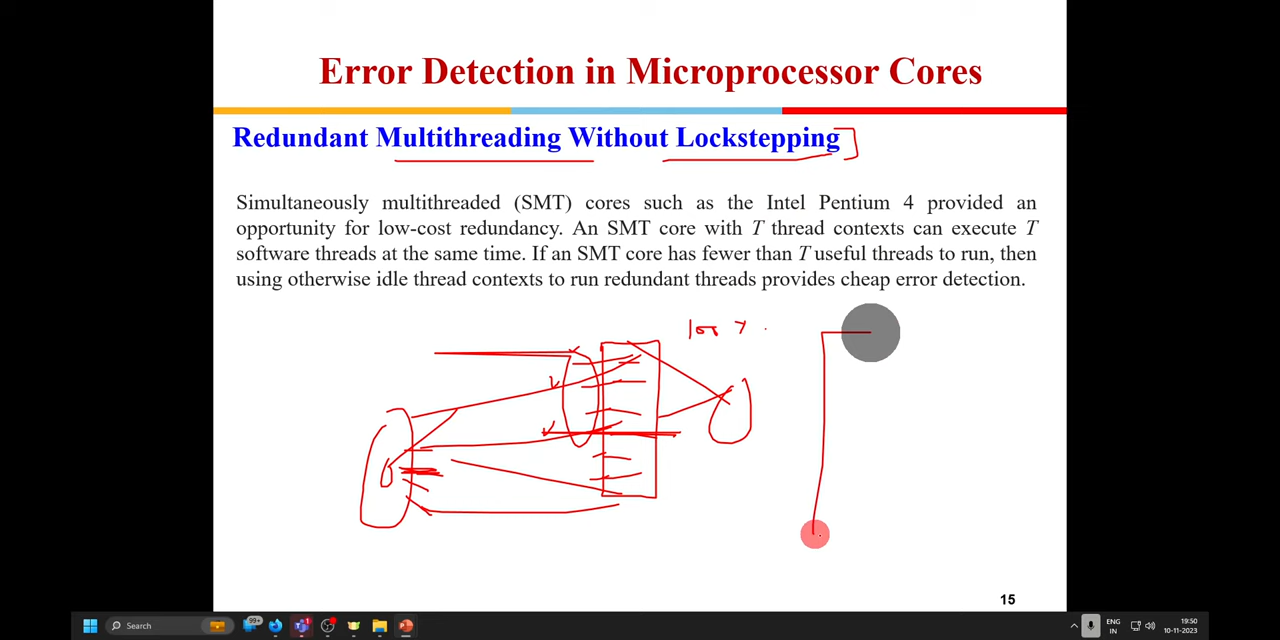 Error Detection in Microprocessor Cores
Redundant Multithreading Without Lockstepping
Simultaneously multithreaded (SMT) cores such as the Intel Pentium 4 provided an
opportunity for low-cost redundancy. An SMT core with T thread contexts can execute T
software threads at the same time. If an SMT core has fewer than T useful threads to run, then
using otherwise idle thread contexts to run redundant threads provides cheap error detection.
15
Search
99+
ENG
IN
19:50
10-11-2023